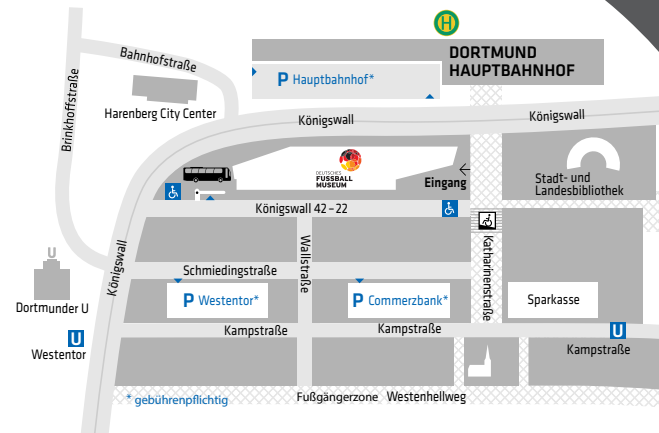 H
DORTMUND
HAUPTBAHNHOF
Bahnhofstraße
P Hauptbahnhof*
Brinkhoffstraße
Harenberg City Center
Königswall
Königswall
DEUTSCHES
FUSSBALL
MUSEUM
Eingang
Stadt- und
Landesbibliothek
Königswall 42–22
Königswall
Wallstraße
Katharinenstraße
Schmiedingstraße
U
Dortmunder U
P Westentor*
P Commerzbank*
Sparkasse
U
Westentor
Kampstraße
Kampstraße
U
Kampstraße
* gebührenpflichtig
Fußgängerzone Westenhellweg